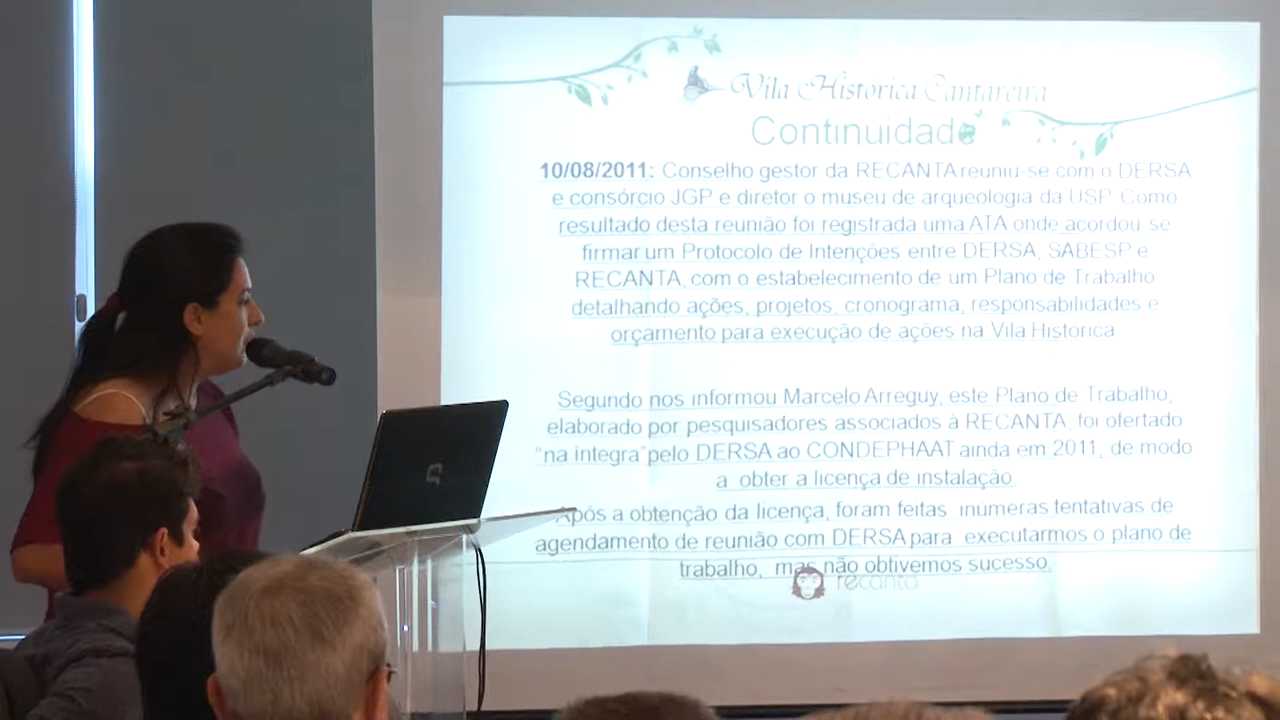 Vila Histórica Cantareira
Continuidade
10/08/2011: Conselho gestor da RECANTA reuniu-se com o DERSA
e consórcio JGP e diretor o museu de arqueologia da USP. Como
resultado desta reunião foi registrada uma ATA onde acordou-se
firmar um Protocolo de Intenções entre DERSA, SABESP e
RECANTA, com o estabelecimento de um Plano de Trabalho
detalhando ações, projetos, cronograma, responsabilidades e
orçamento para execução de ações na Vila Histórica
Segundo nos informou Marcelo Arreguy, este Plano de Trabalho,
elaborado por pesquisadores associados à RECANTA, foi ofertado
"na íntegra" pelo DERSA ao CONDEPHAAT ainda em 2011, de modo
a obter a licença de instalação.
Após a obtenção da licença, foram feitas inúmeras tentativas de
agendamento de reunião com DERSA para executarmos o plano de
trabalho, mas não obtivemos sucesso.
recanta